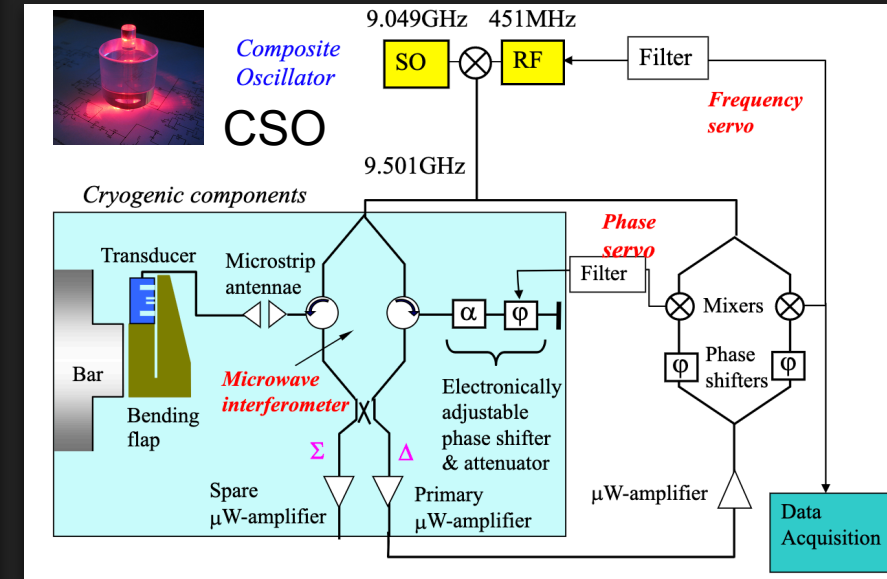 9.049GHz 451MHz
Composite
Oscillator
SO
RF
Filter
CSO
Frequency
servo
9.501GHz
Cryogenic components
Phase
servo
Transducer
Microstrip
antennae
Filter
α
φ
Mixers
Bar
Microwave
interferometer
Phase
shifters
φ
φ
Electronically
adjustable
phase shifter
& attenuator
Bending
flap
Σ
Δ
Spare
μW-amplifier
Primary
μW-amplifier
μW-amplifier
Data
Acquisition